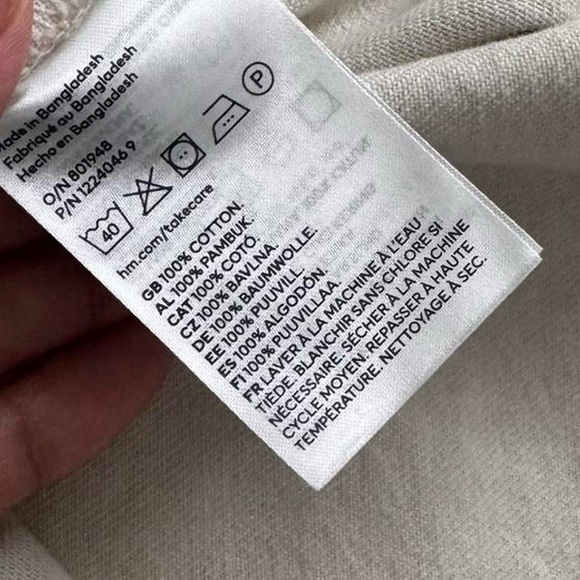 Made in Bangladesh
Fabriqué au Bangladesh
Hecho en Bangladesh
O/N 801948
P/N 1224046 9
40
P
hm.com/takecare
GB 100% COTTON.
AL 100% PAMBUK.
CAT 100% COTÓ.
CZ 100% BAVLNA.
DE 100% BAUMWOLLE.
EE 100% PUUVILL.
ES 100% ALGODÓN.
FI 100% PUUVILLAA.
FR LAVER À LA MACHINE À L'EAU
TIÈDE. BLANCHIR SANS CHLORE SI
NÉCESSAIRE. SÉCHER À LA MACHINE
CYCLE MOYEN. REPASSER À HAUTE
TEMPÉRATURE. NETTOYAGE À SEC.